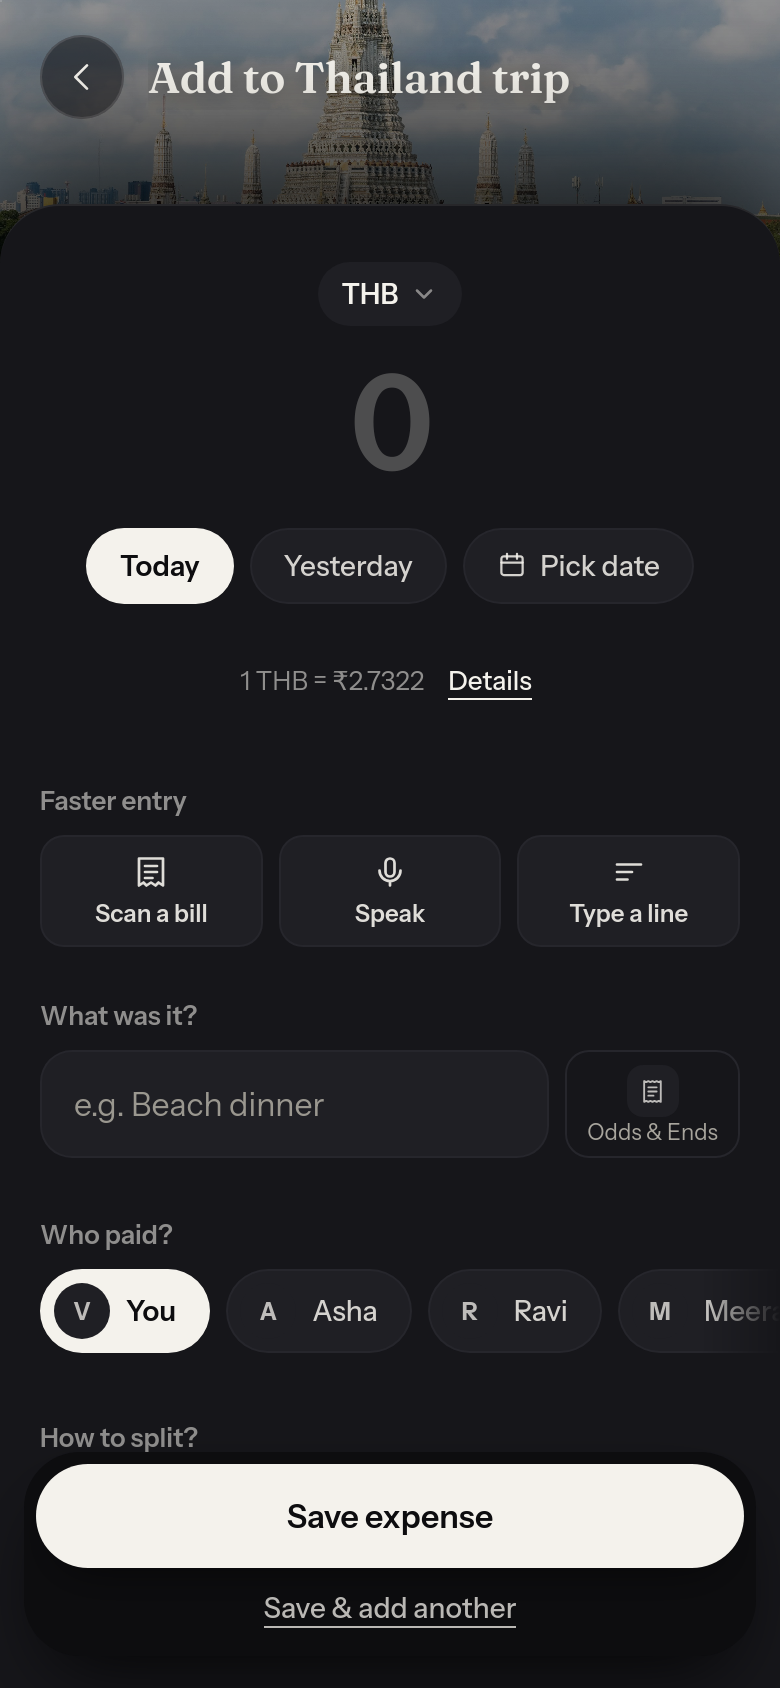 Add to Thailand trip
THB
0
Today Yesterday Pick date
1 THB = ₹2.7322 Details
Faster entry
Scan a bill Speak Type a line
What was it?
e.g. Beach dinner
Odds & Ends
Who paid?
V You A Asha R Ravi M Meera
How to split?
Save expense
Save & add another